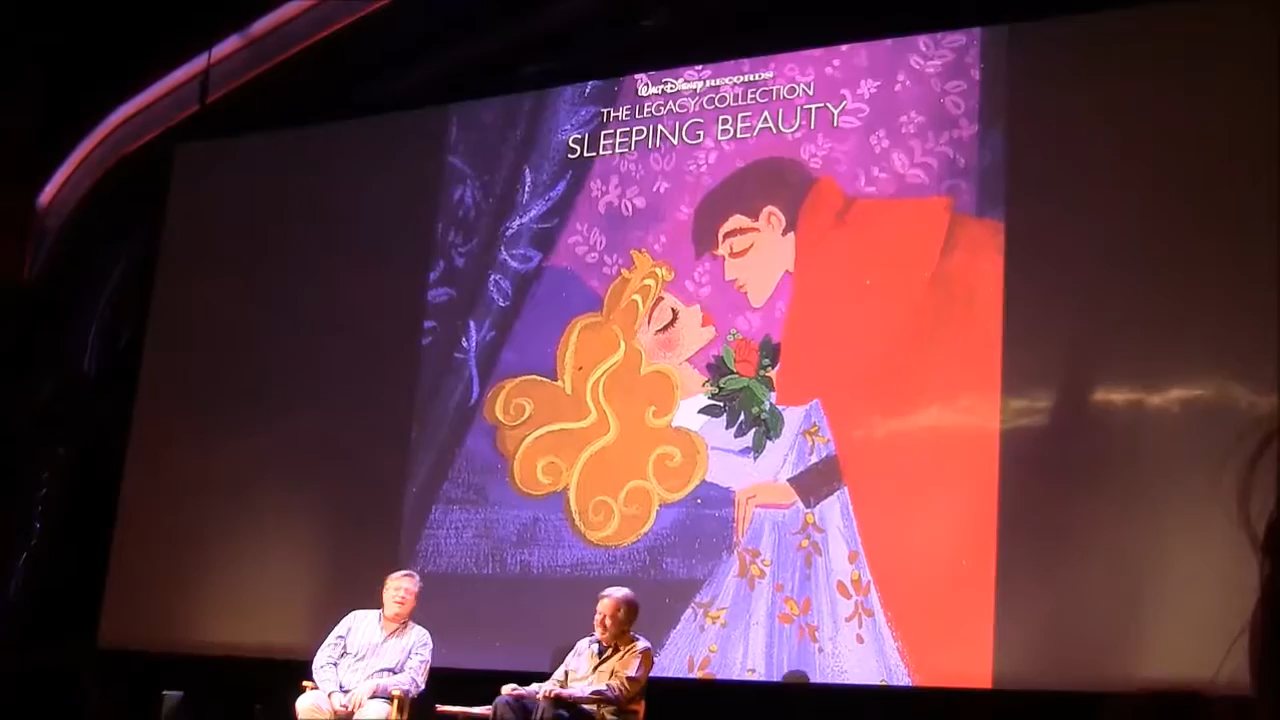 WALT DISNEY RECORDS
THE LEGACY COLLECTION
SLEEPING BEAUTY